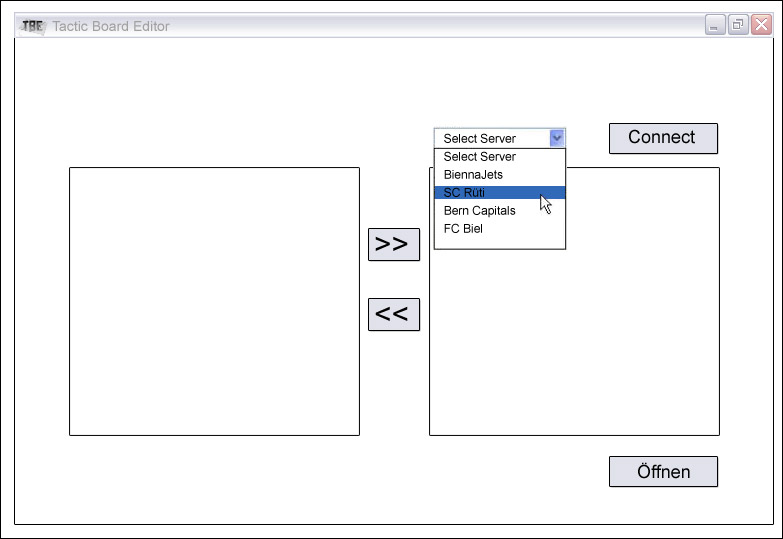 TBE Tactic Board Editor
Select Server
Connect
Select Server
BiennaJets
SC Rüti
Bern Capitals
FC Biel
>>
<<
Öffnen